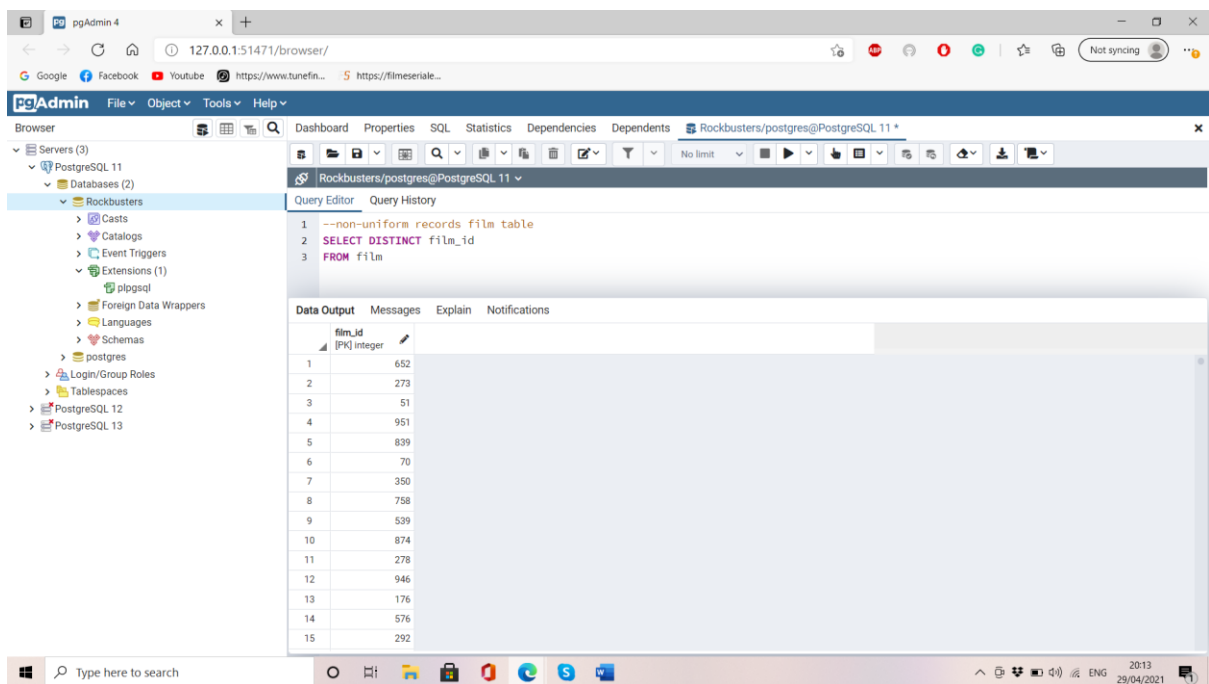 pgAdmin 4
127.0.0.1:51471/browser/
Not syncing
Google Facebook Youtube https://www.tunefin... https://filmeseriale...
pgAdmin File Object Tools Help
Browser
Dashboard Properties SQL Statistics Dependencies Dependents Rockbusters/postgres@PostgreSQL 11 *
Servers (3)
PostgreSQL 11
Databases (2)
Rockbusters
Casts
Catalogs
Event Triggers
Extensions (1)
plpgsql
Foreign Data Wrappers
Languages
Schemas
postgres
Login/Group Roles
Tablespaces
PostgreSQL 12
PostgreSQL 13
No limit
Rockbusters/postgres@PostgreSQL 11
Query Editor Query History
1 --non-uniform records film table
2 SELECT DISTINCT film_id
3 FROM film
Data Output Messages Explain Notifications
film_id
[PK] integer
1 652
2 273
3 51
4 951
5 839
6 70
7 350
8 758
9 539
10 874
11 278
12 946
13 176
14 576
15 292
Type here to search
ENG
20:13
29/04/2021